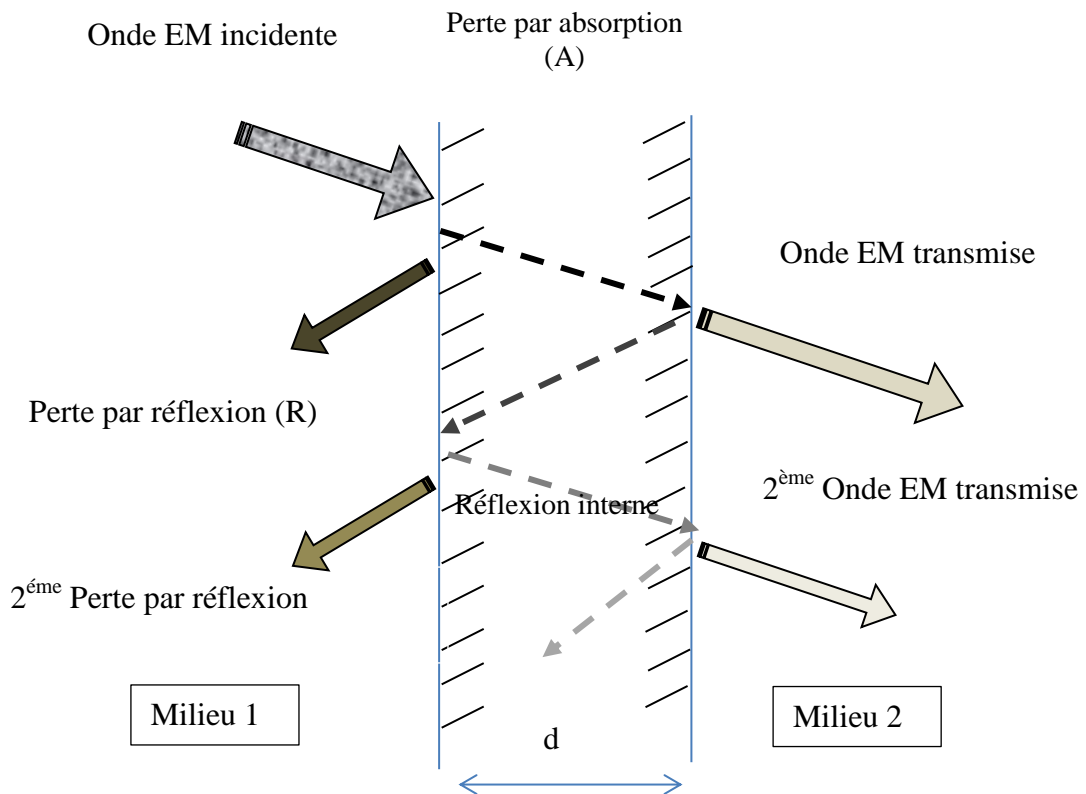 Onde EM incidente
Perte par absorption
(A)
Onde EM transmise
Perte par réflexion (R)
2ème Onde EM transmise
Réflexion interne
2éme Perte par réflexion
Milieu 1
Milieu 2
d